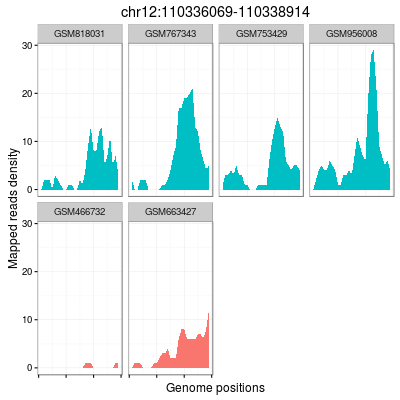 chr12:110336069-110338914
GSM818031 GSM767343 GSM753429 GSM956008
30
20
10
0
GSM466732 GSM663427
30
20
10
0
Mapped reads density
Genome positions